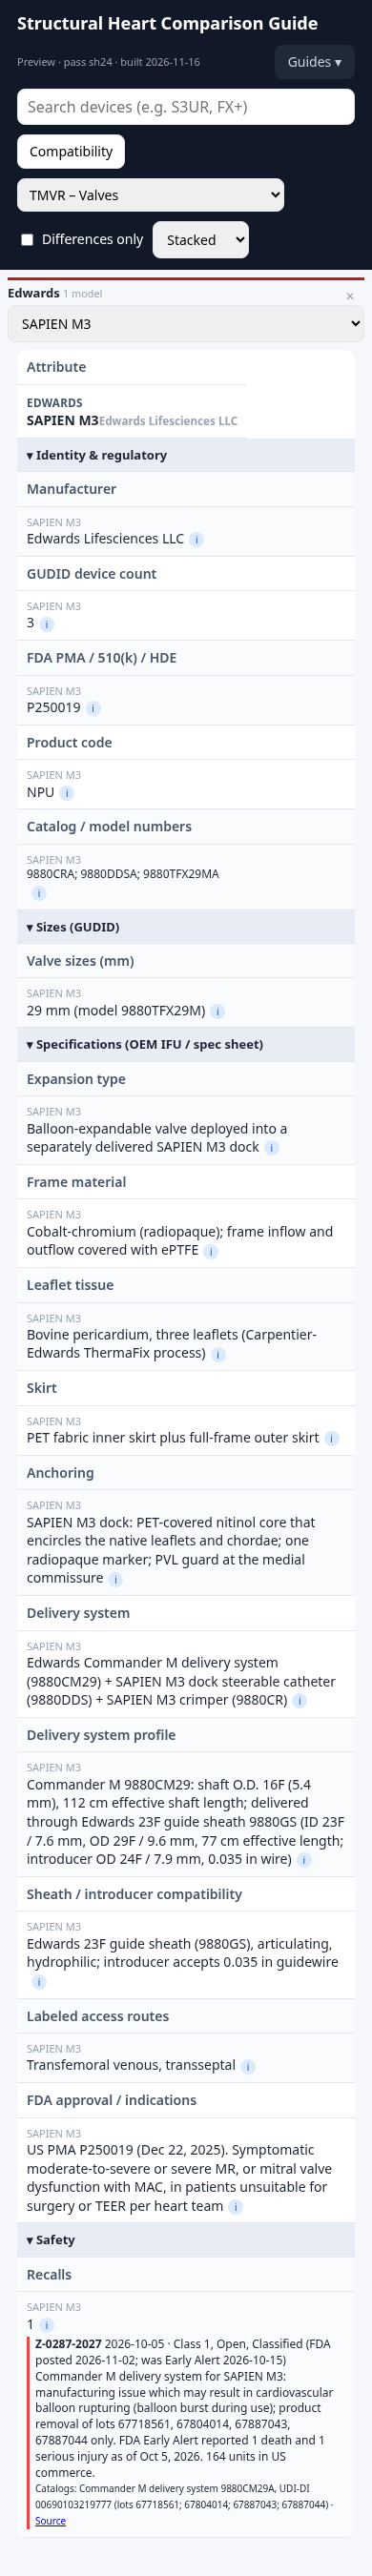 Structural Heart Comparison Guide
Preview · pass sh24 · built 2026-11-16
Guides ▾
Search devices (e.g. S3UR, FX+)
Compatibility
TMVR – Valves
Differences only
Stacked
Edwards 1 model
×
SAPIEN M3
Attribute
EDWARDS
SAPIEN M3Edwards Lifesciences LLC
▾ Identity & regulatory
Manufacturer
SAPIEN M3
Edwards Lifesciences LLC i
GUDID device count
SAPIEN M3
3 i
FDA PMA / 510(k) / HDE
SAPIEN M3
P250019 i
Product code
SAPIEN M3
NPU i
Catalog / model numbers
SAPIEN M3
9880CRA; 9880DDSA; 9880TFX29MA
i
▾ Sizes (GUDID)
Valve sizes (mm)
SAPIEN M3
29 mm (model 9880TFX29M) i
▾ Specifications (OEM IFU / spec sheet)
Expansion type
SAPIEN M3
Balloon-expandable valve deployed into a
separately delivered SAPIEN M3 dock i
Frame material
SAPIEN M3
Cobalt-chromium (radiopaque); frame inflow and
outflow covered with ePTFE i
Leaflet tissue
SAPIEN M3
Bovine pericardium, three leaflets (Carpentier-
Edwards ThermaFix process) i
Skirt
SAPIEN M3
PET fabric inner skirt plus full-frame outer skirt i
Anchoring
SAPIEN M3
SAPIEN M3 dock: PET-covered nitinol core that
encircles the native leaflets and chordae; one
radiopaque marker; PVL guard at the medial
commissure i
Delivery system
SAPIEN M3
Edwards Commander M delivery system
(9880CM29) + SAPIEN M3 dock steerable catheter
(9880DDS) + SAPIEN M3 crimper (9880CR) i
Delivery system profile
SAPIEN M3
Commander M 9880CM29: shaft O.D. 16F (5.4
mm), 112 cm effective shaft length; delivered
through Edwards 23F guide sheath 9880GS (ID 23F
/ 7.6 mm, OD 29F / 9.6 mm, 77 cm effective length;
introducer OD 24F / 7.9 mm, 0.035 in wire) i
Sheath / introducer compatibility
SAPIEN M3
Edwards 23F guide sheath (9880GS), articulating,
hydrophilic; introducer accepts 0.035 in guidewire
i
Labeled access routes
SAPIEN M3
Transfemoral venous, transseptal i
FDA approval / indications
SAPIEN M3
US PMA P250019 (Dec 22, 2025). Symptomatic
moderate-to-severe or severe MR, or mitral valve
dysfunction with MAC, in patients unsuitable for
surgery or TEER per heart team i
▾ Safety
Recalls
SAPIEN M3
1 i
Z-0287-2027 2026-10-05 · Class 1, Open, Classified (FDA
posted 2026-11-02; was Early Alert 2026-10-15)
Commander M delivery system for SAPIEN M3:
manufacturing issue which may result in cardiovascular
balloon rupturing (balloon burst during use); product
removal of lots 67718561, 67804014, 67887043,
67887044 only. FDA Early Alert reported 1 death and 1
serious injury as of Oct 5, 2026. 164 units in US
commerce.
Catalogs: Commander M delivery system 9880CM29A, UDI-DI
00690103219777 (lots 67718561; 67804014; 67887043; 67887044) ·
Source